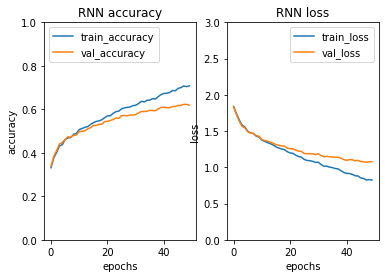 RNN accuracy
1.0
0.8
0.6
0.4
0.2
0.0
accuracy
train_accuracy
val_accuracy
0
20
40
epochs
RNN loss
3.0
2.5
2.0
1.5
1.0
0.5
0.0
loss
train_loss
val_loss
0
20
40
epochs